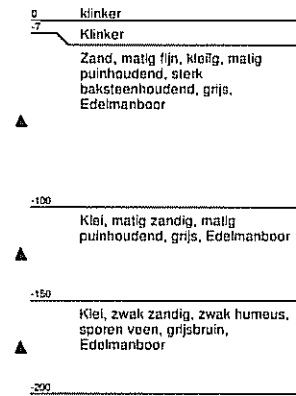 0 klinker
-7 Klinker
Zand, matig fijn, kleiïg, matig
puinhoudend, sterk
baksteenhoudend, grijs,
Edelmanboor
-100
Klei, matig zandig, matig
puinhoudend, grijs, Edelmanboor
-150
Klei, zwak zandig, zwak humeus,
sporen veen, grijsbruin,
Edelmanboor
-200